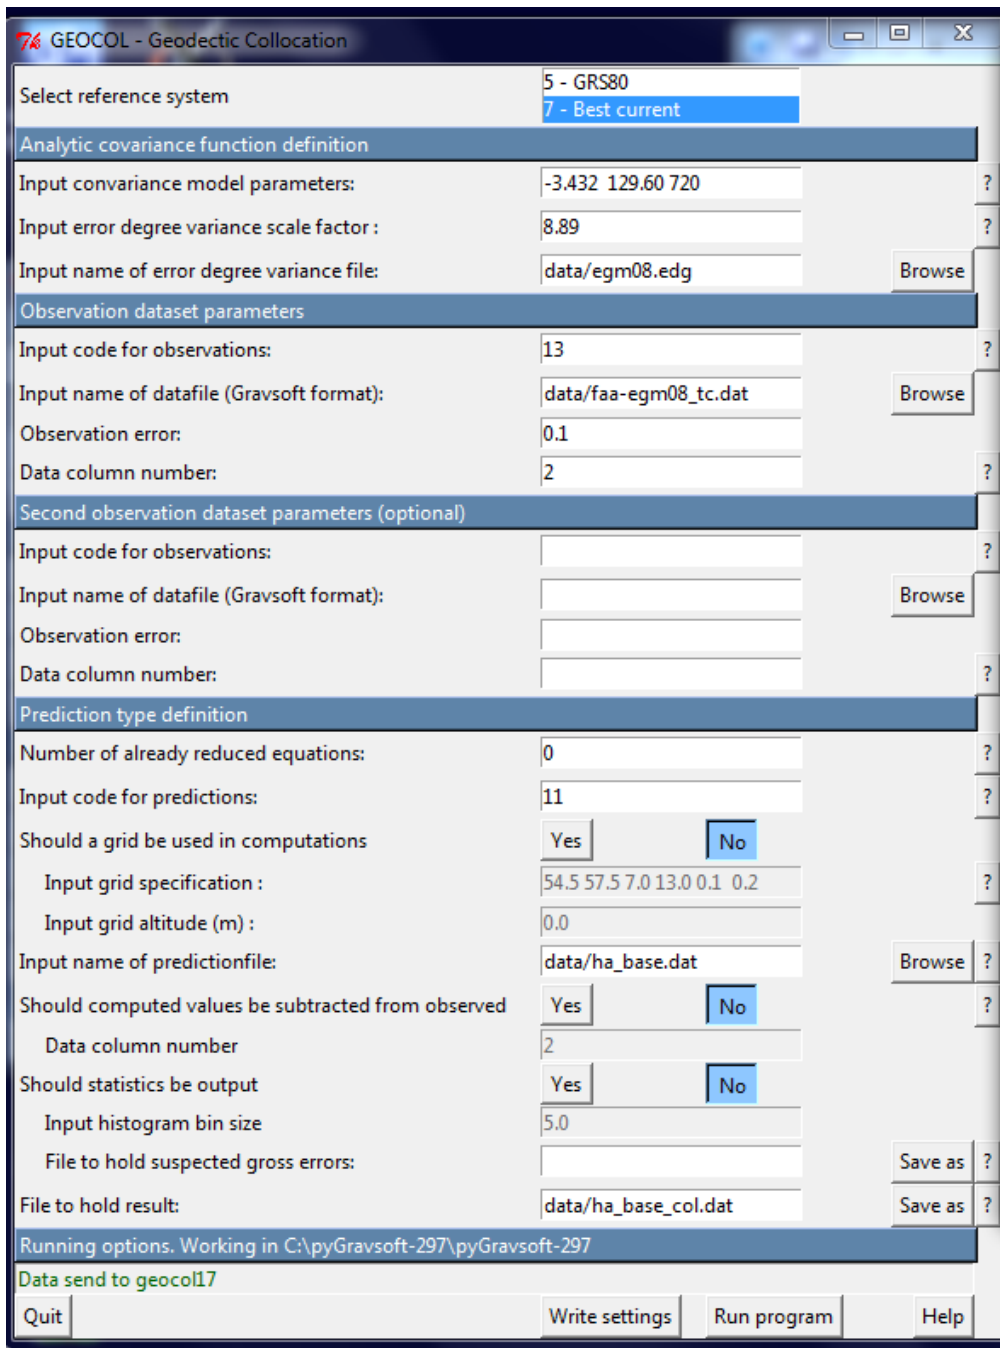 7k GEOCOL - Geodectic Collocation
5 - GRS80
Select reference system
7 - Best current
Analytic covariance function definition
Input convariance model parameters: -3.432 129.60 720 ?
Input error degree variance scale factor : 8.89 ?
Input name of error degree variance file: data/egm08.edg Browse
Observation dataset parameters
Input code for observations: 13 ?
Input name of datafile (Gravsoft format): data/faa-egm08_tc.dat Browse
Observation error: 0.1
Data column number: 2 ?
Second observation dataset parameters (optional)
Input code for observations: ?
Input name of datafile (Gravsoft format): Browse
Observation error:
Data column number: ?
Prediction type definition
Number of already reduced equations: 0 ?
Input code for predictions: 11 ?
Should a grid be used in computations Yes No
Input grid specification : 54.5 57.5 7.0 13.0 0.1 0.2 ?
Input grid altitude (m) : 0.0
Input name of predictionfile: data/ha_base.dat Browse ?
Should computed values be subtracted from observed Yes No ?
Data column number 2
Should statistics be output Yes No
Input histogram bin size 5.0
File to hold suspected gross errors: Save as ?
File to hold result: data/ha_base_col.dat Save as ?
Running options. Working in C:\pyGravsoft-297\pyGravsoft-297
Data send to geocol17
Quit Write settings Run program Help